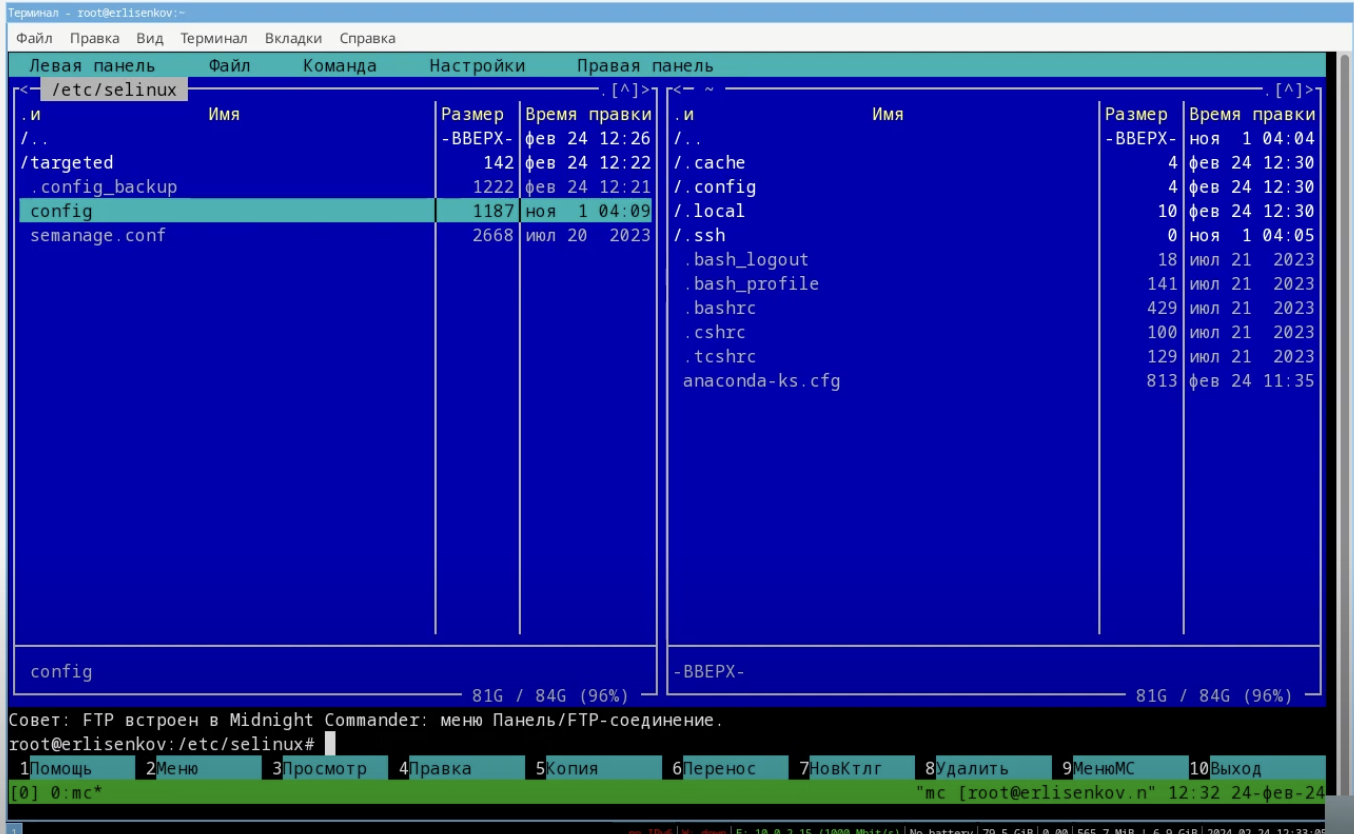 Терминал - root@erlisenkov:~
Файл Правка Вид Терминал Вкладки Справка
Левая панель Файл Команда Настройки Правая панель
<─ /etc/selinux .[^]>
.и Имя Размер Время правки
/.. -ВВЕРХ- фев 24 12:26
/targeted 142 фев 24 12:22
.config_backup 1222 фев 24 12:21
config 1187 ноя 1 04:09
semanage.conf 2668 июл 20 2023
config
81G / 84G (96%)
<─ ~ .[^]>
.и Имя Размер Время правки
/.. -ВВЕРХ- ноя 1 04:04
/.cache 4 фев 24 12:30
/.config 4 фев 24 12:30
/.local 10 фев 24 12:30
/.ssh 0 ноя 1 04:05
.bash_logout 18 июл 21 2023
.bash_profile 141 июл 21 2023
.bashrc 429 июл 21 2023
.cshrc 100 июл 21 2023
.tcshrc 129 июл 21 2023
anaconda-ks.cfg 813 фев 24 11:35
-ВВЕРХ-
81G / 84G (96%)
Совет: FTP встроен в Midnight Commander: меню Панель/FTP-соединение.
root@erlisenkov:/etc/selinux#
1Помощь 2Меню 3Просмотр 4Правка 5Копия 6Перенос 7НовКтлг 8Удалить 9МенюMC 10Выход
[0] 0:mc* "mc [root@erlisenkov.n" 12:32 24-фев-24
1 no IPv6 W: down E: 10.0.2.15 (1000 Mbit/s) No battery 79.5 GiB 0.00 565.7 MiB | 6.9 GiB 2024-02-24 12:33:05